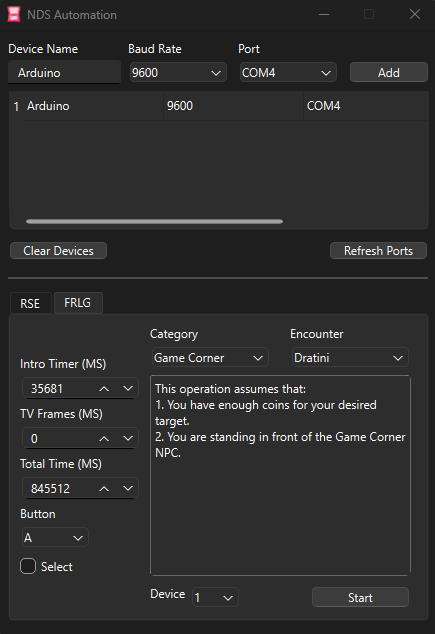 NDS Automation
Device Name Baud Rate Port
Arduino 9600 COM4 Add
1 Arduino 9600 COM4
Clear Devices Refresh Ports
RSE FRLG
Category Encounter
Game Corner Dratini
Intro Timer (MS)
35681
TV Frames (MS)
0
Total Time (MS)
845512
Button
A
Select
This operation assumes that:
1. You have enough coins for your desired
target.
2. You are standing in front of the Game Corner
NPC.
Device 1 Start